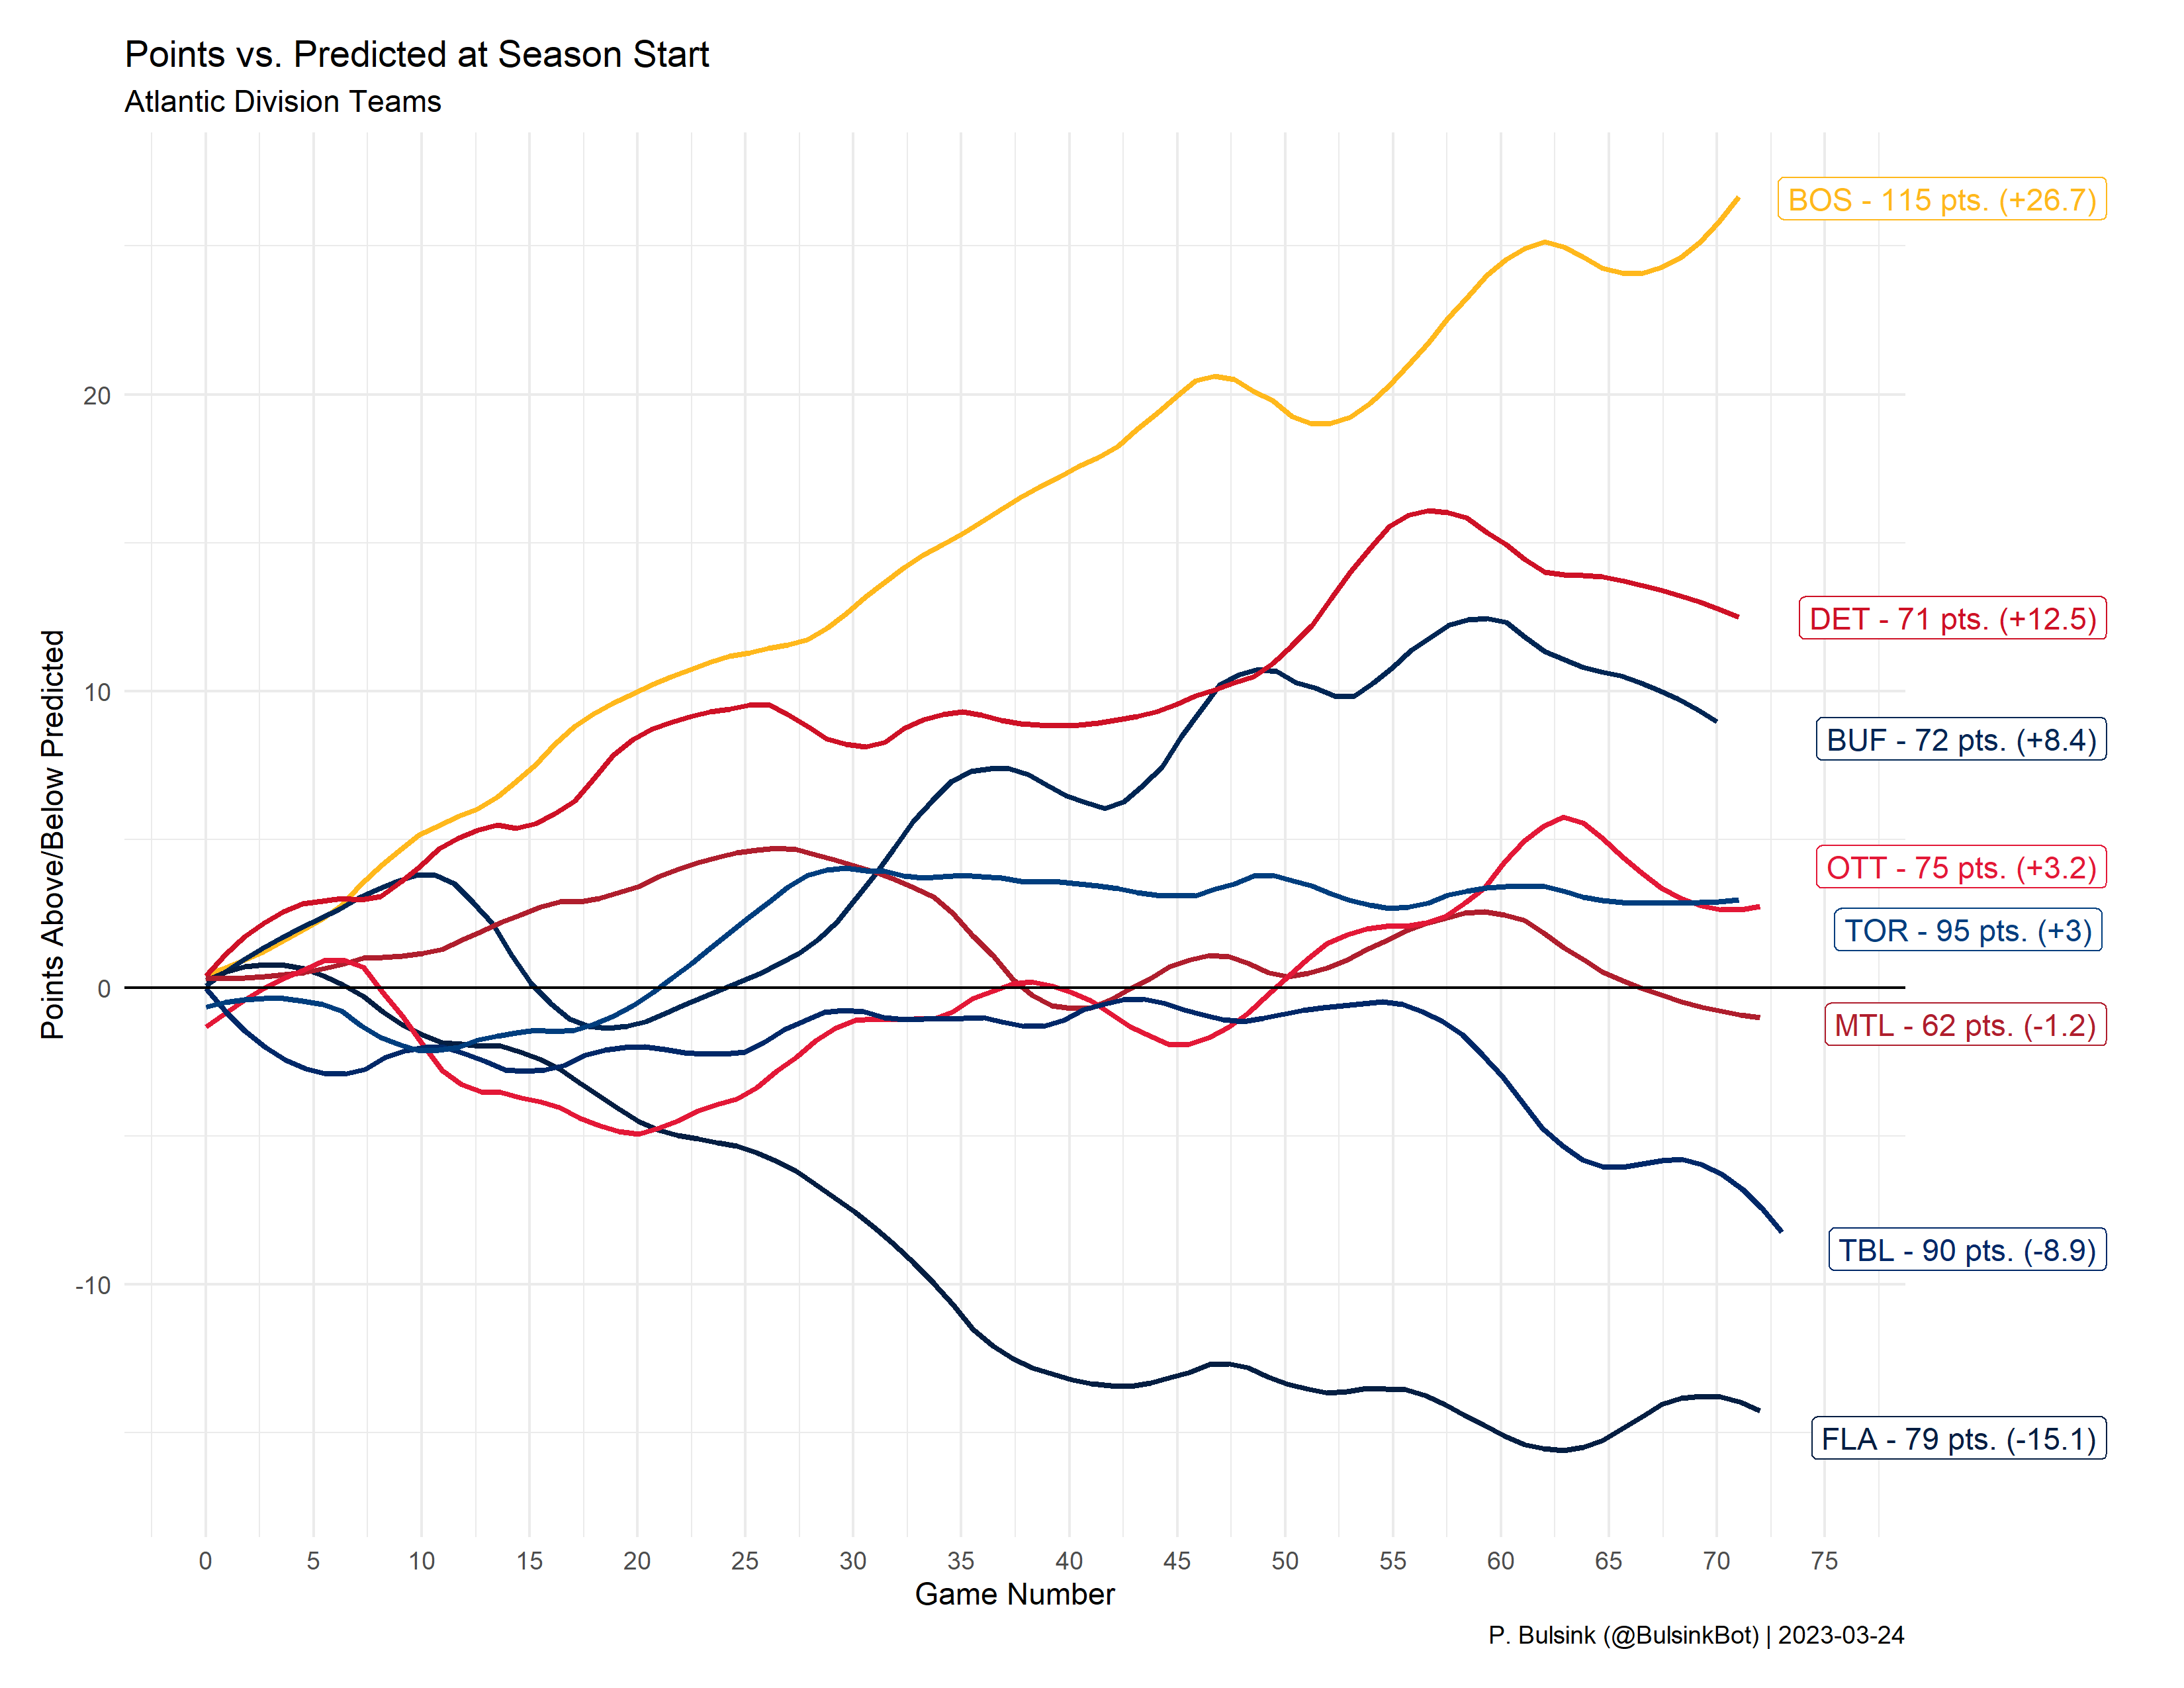 Points vs. Predicted at Season Start
Atlantic Division Teams
Points Above/Below Predicted
20
10
0
-10
BOS - 115 pts. (+26.7)
DET - 71 pts. (+12.5)
BUF - 72 pts. (+8.4)
OTT - 75 pts. (+3.2)
TOR - 95 pts. (+3)
MTL - 62 pts. (-1.2)
TBL - 90 pts. (-8.9)
FLA - 79 pts. (-15.1)
0 5 10 15 20 25 30 35 40 45 50 55 60 65 70 75
Game Number
P. Bulsink (@BulsinkBot) | 2023-03-24